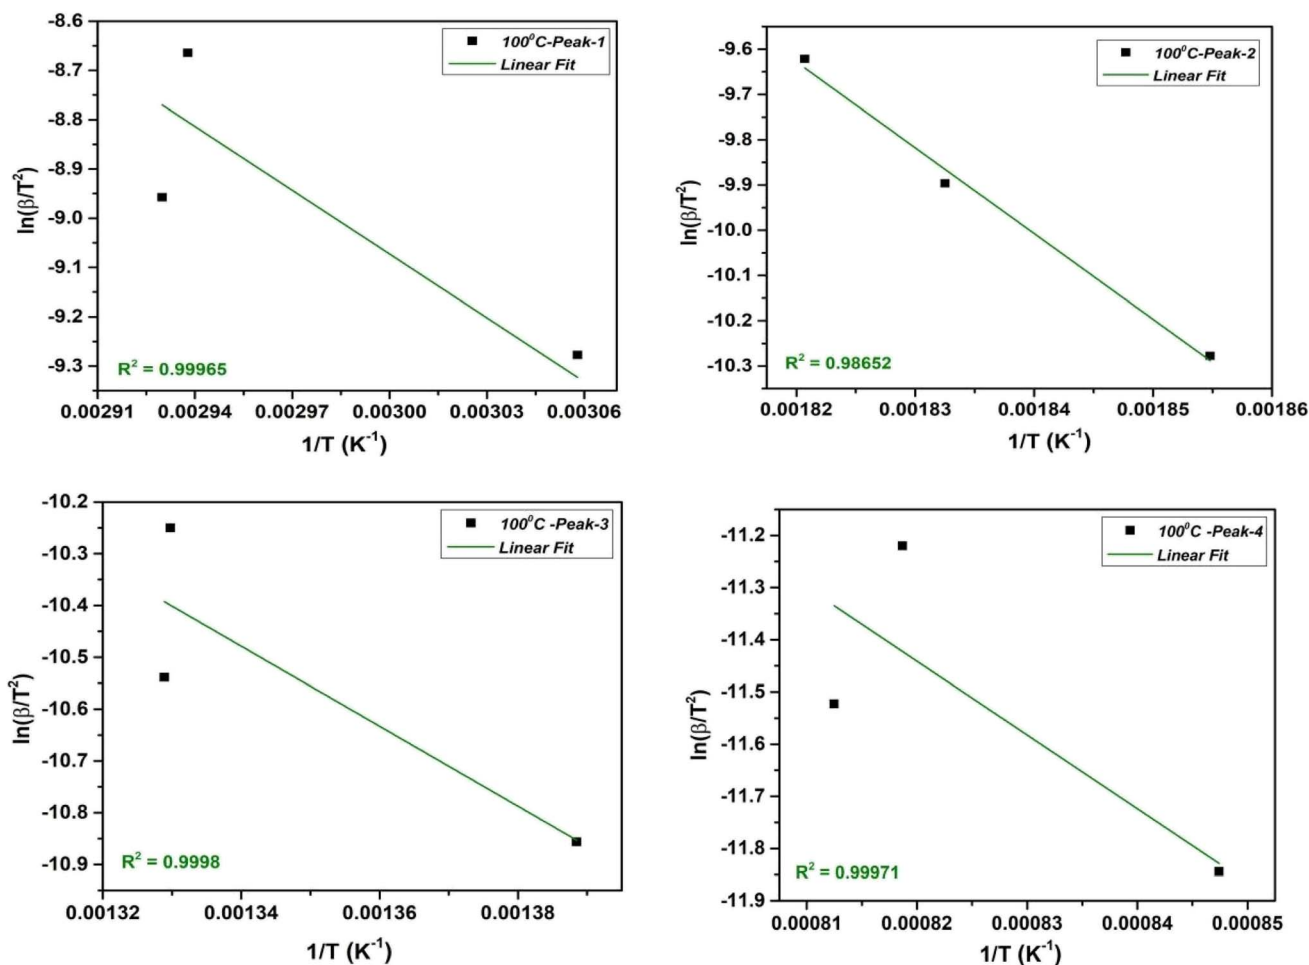 -8.6
-8.7
-8.8
-8.9
-9.0
-9.1
-9.2
-9.3
ln(β/T²)
100⁰C-Peak-1
Linear Fit
R² = 0.99965
0.00291 0.00294 0.00297 0.00300 0.00303 0.00306
1/T (K⁻¹)
-9.6
-9.7
-9.8
-9.9
-10.0
-10.1
-10.2
-10.3
ln(β/T²)
100⁰C-Peak-2
Linear Fit
R² = 0.98652
0.00182 0.00183 0.00184 0.00185 0.00186
1/T (K⁻¹)
-10.2
-10.3
-10.4
-10.5
-10.6
-10.7
-10.8
-10.9
ln(β/T²)
100⁰C -Peak-3
Linear Fit
R² = 0.9998
0.00132 0.00134 0.00136 0.00138
1/T (K⁻¹)
-11.2
-11.3
-11.4
-11.5
-11.6
-11.7
-11.8
-11.9
ln(β/T²)
100⁰C -Peak-4
Linear Fit
R² = 0.99971
0.00081 0.00082 0.00083 0.00084 0.00085
1/T (K⁻¹)